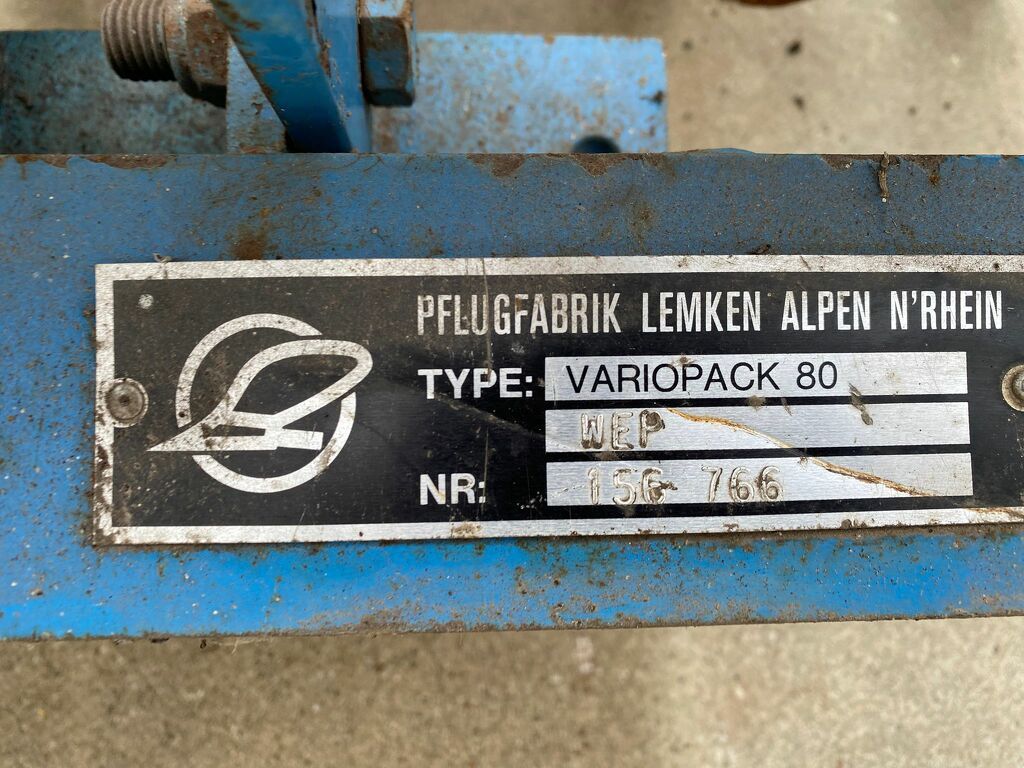 PFLUGFABRIK LEMKEN ALPEN N'RHEIN
TYPE: VARIOPACK 80
WEP
NR: 156 766